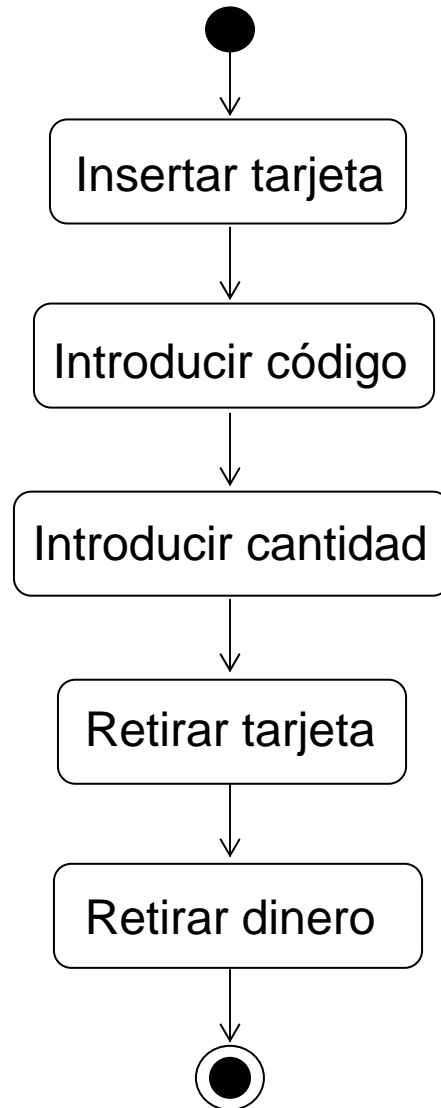 Insertar tarjeta
Introducir código
Introducir cantidad
Retirar tarjeta
Retirar dinero